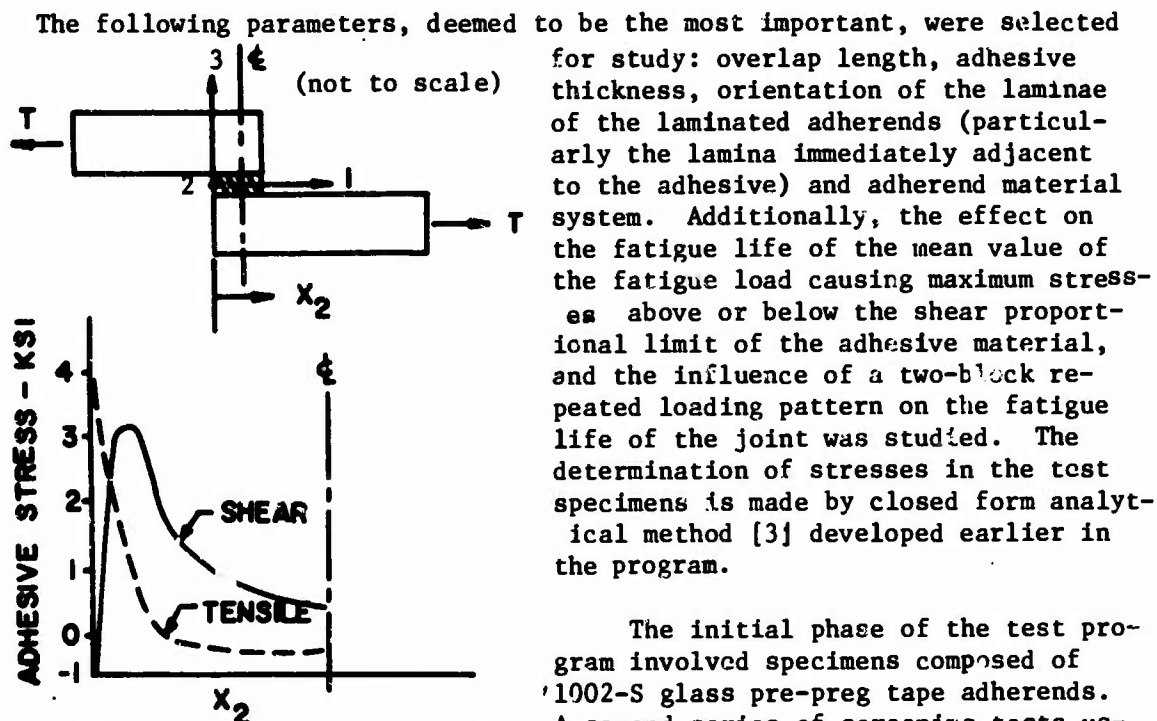 The following parameters, deemed to be the most important, were selected
3
℄
(not to scale)
T
2
1
T
X2
for study: overlap length, adhesive
thickness, orientation of the laminae
of the laminated adherends (particul-
arly the lamina immediately adjacent
to the adhesive) and adherend material
system. Additionally, the effect on
the fatigue life of the mean value of
the fatigue load causing maximum stress-
es above or below the shear proport-
ional limit of the adhesive material,
and the influence of a two-block re-
peated loading pattern on the fatigue
life of the joint was studied. The
determination of stresses in the test
specimens is made by closed form analyt-
ical method [3] developed earlier in
the program.
ADHESIVE STRESS - KSI
4
3
2
1
0
-1
℄
SHEAR
TENSILE
X2
The initial phase of the test pro-
gram involved specimens composed of
1002-S glass pre-preg tape adherends.